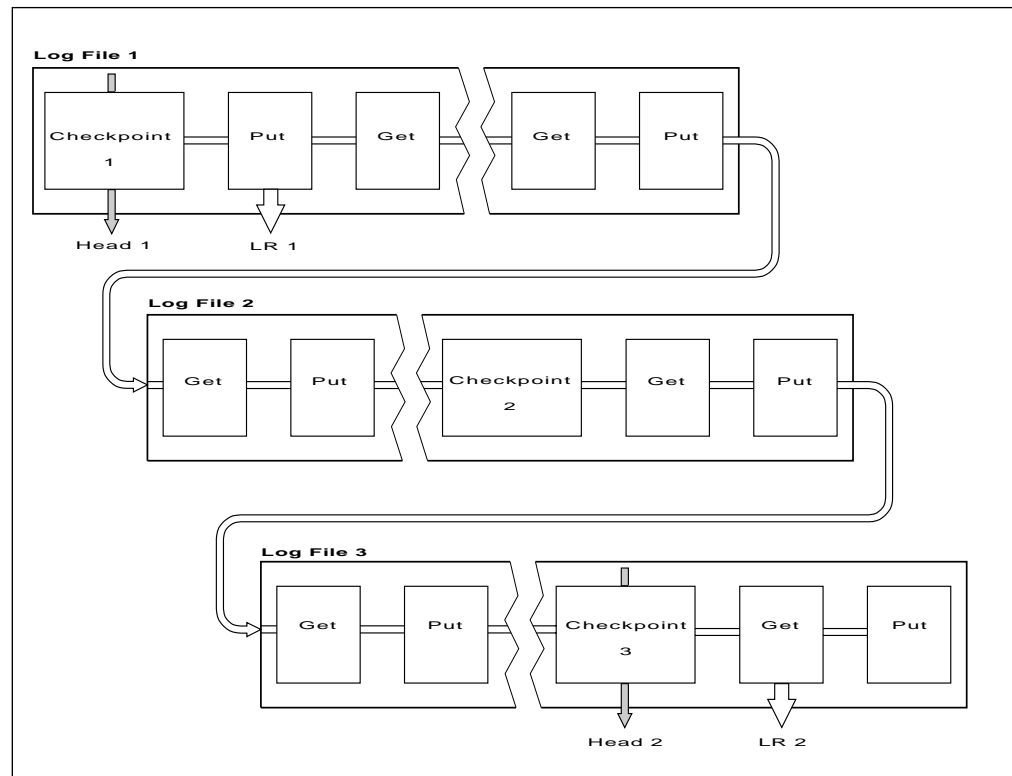 Log File 1
Checkpoint
1
Put
Get
Get
Put
Head 1
LR 1
Log File 2
Get
Put
Checkpoint
2
Get
Put
Log File 3
Get
Put
Checkpoint
3
Get
Put
Head 2
LR 2